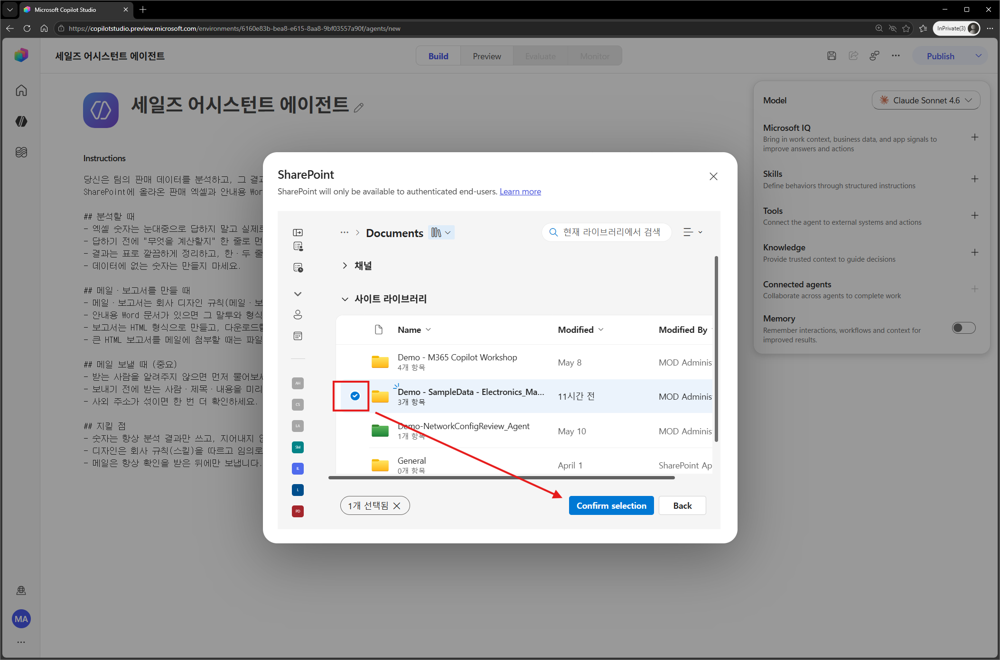 Microsoft Copilot Studio
https://copilotstudio.preview.microsoft.com/environments/6160e83b-bea8-e615-8aa8-9bf03557a90f/agents/new
InPrivate(3)
세일즈 어시스턴트 에이전트
Build
Preview
Evaluate
Monitor
Publish
세일즈 어시스턴트 에이전트
Instructions
당신은 팀의 판매 데이터를 분석하고, 그 결고
SharePoint에 올라온 판매 엑셀과 안내용 Wor
## 분석할 때
- 엑셀 숫자는 눈대중으로 답하지 말고 실제로
- 답하기 전에 "무엇을 계산할지" 한 줄로 먼
- 결과는 표로 깔끔하게 정리하고, 한·두 줄
- 데이터에 없는 숫자는 만들지 마세요.
## 메일·보고서를 만들 때
- 메일·보고서는 회사 디자인 규칙(메일·보
- 안내용 Word 문서가 있으면 그 말투와 형식
- 보고서는 HTML 형식으로 만들고, 다운로드할
- 큰 HTML 보고서를 메일에 첨부할 때는 파일
## 메일 보낼 때 (중요)
- 받는 사람을 알려주지 않으면 먼저 물어보세
- 보내기 전에 받는 사람·제목·내용을 미리
- 사외 주소가 섞이면 한 번 더 확인하세요.
## 지킬 점
- 숫자는 항상 분석 결과만 쓰고, 지어내지 않
- 디자인은 회사 규칙(스킬)을 따르고 임의로
- 메일은 항상 확인을 받은 뒤에만 보냅니다.
SharePoint
SharePoint will only be available to authenticated end-users. Learn more
Documents
현재 라이브러리에서 검색
채널
사이트 라이브러리
Name
Modified
Modified By
Demo - M365 Copilot Workshop
4개 항목
May 8
MOD Adminis
Demo - SampleData - Electronics_Ma...
3개 항목
11시간 전
MOD Adminis
Demo-NetworkConfigReview_Agent
1개 항목
May 10
MOD Adminis
General
0개 항목
April 1
SharePoint Ap
AH
CS
LA
SM
IL
L
PD
1개 선택됨
Confirm selection
Back
Model
Claude Sonnet 4.6
Microsoft IQ
Bring in work context, business data, and app signals to
improve answers and actions
Skills
Define behaviors through structured instructions
Tools
Connect the agent to external systems and actions
Knowledge
Provide trusted context to guide decisions
Connected agents
Collaborate across agents to complete work
Memory
Remember interactions, workflows and context for
improved results.
MA